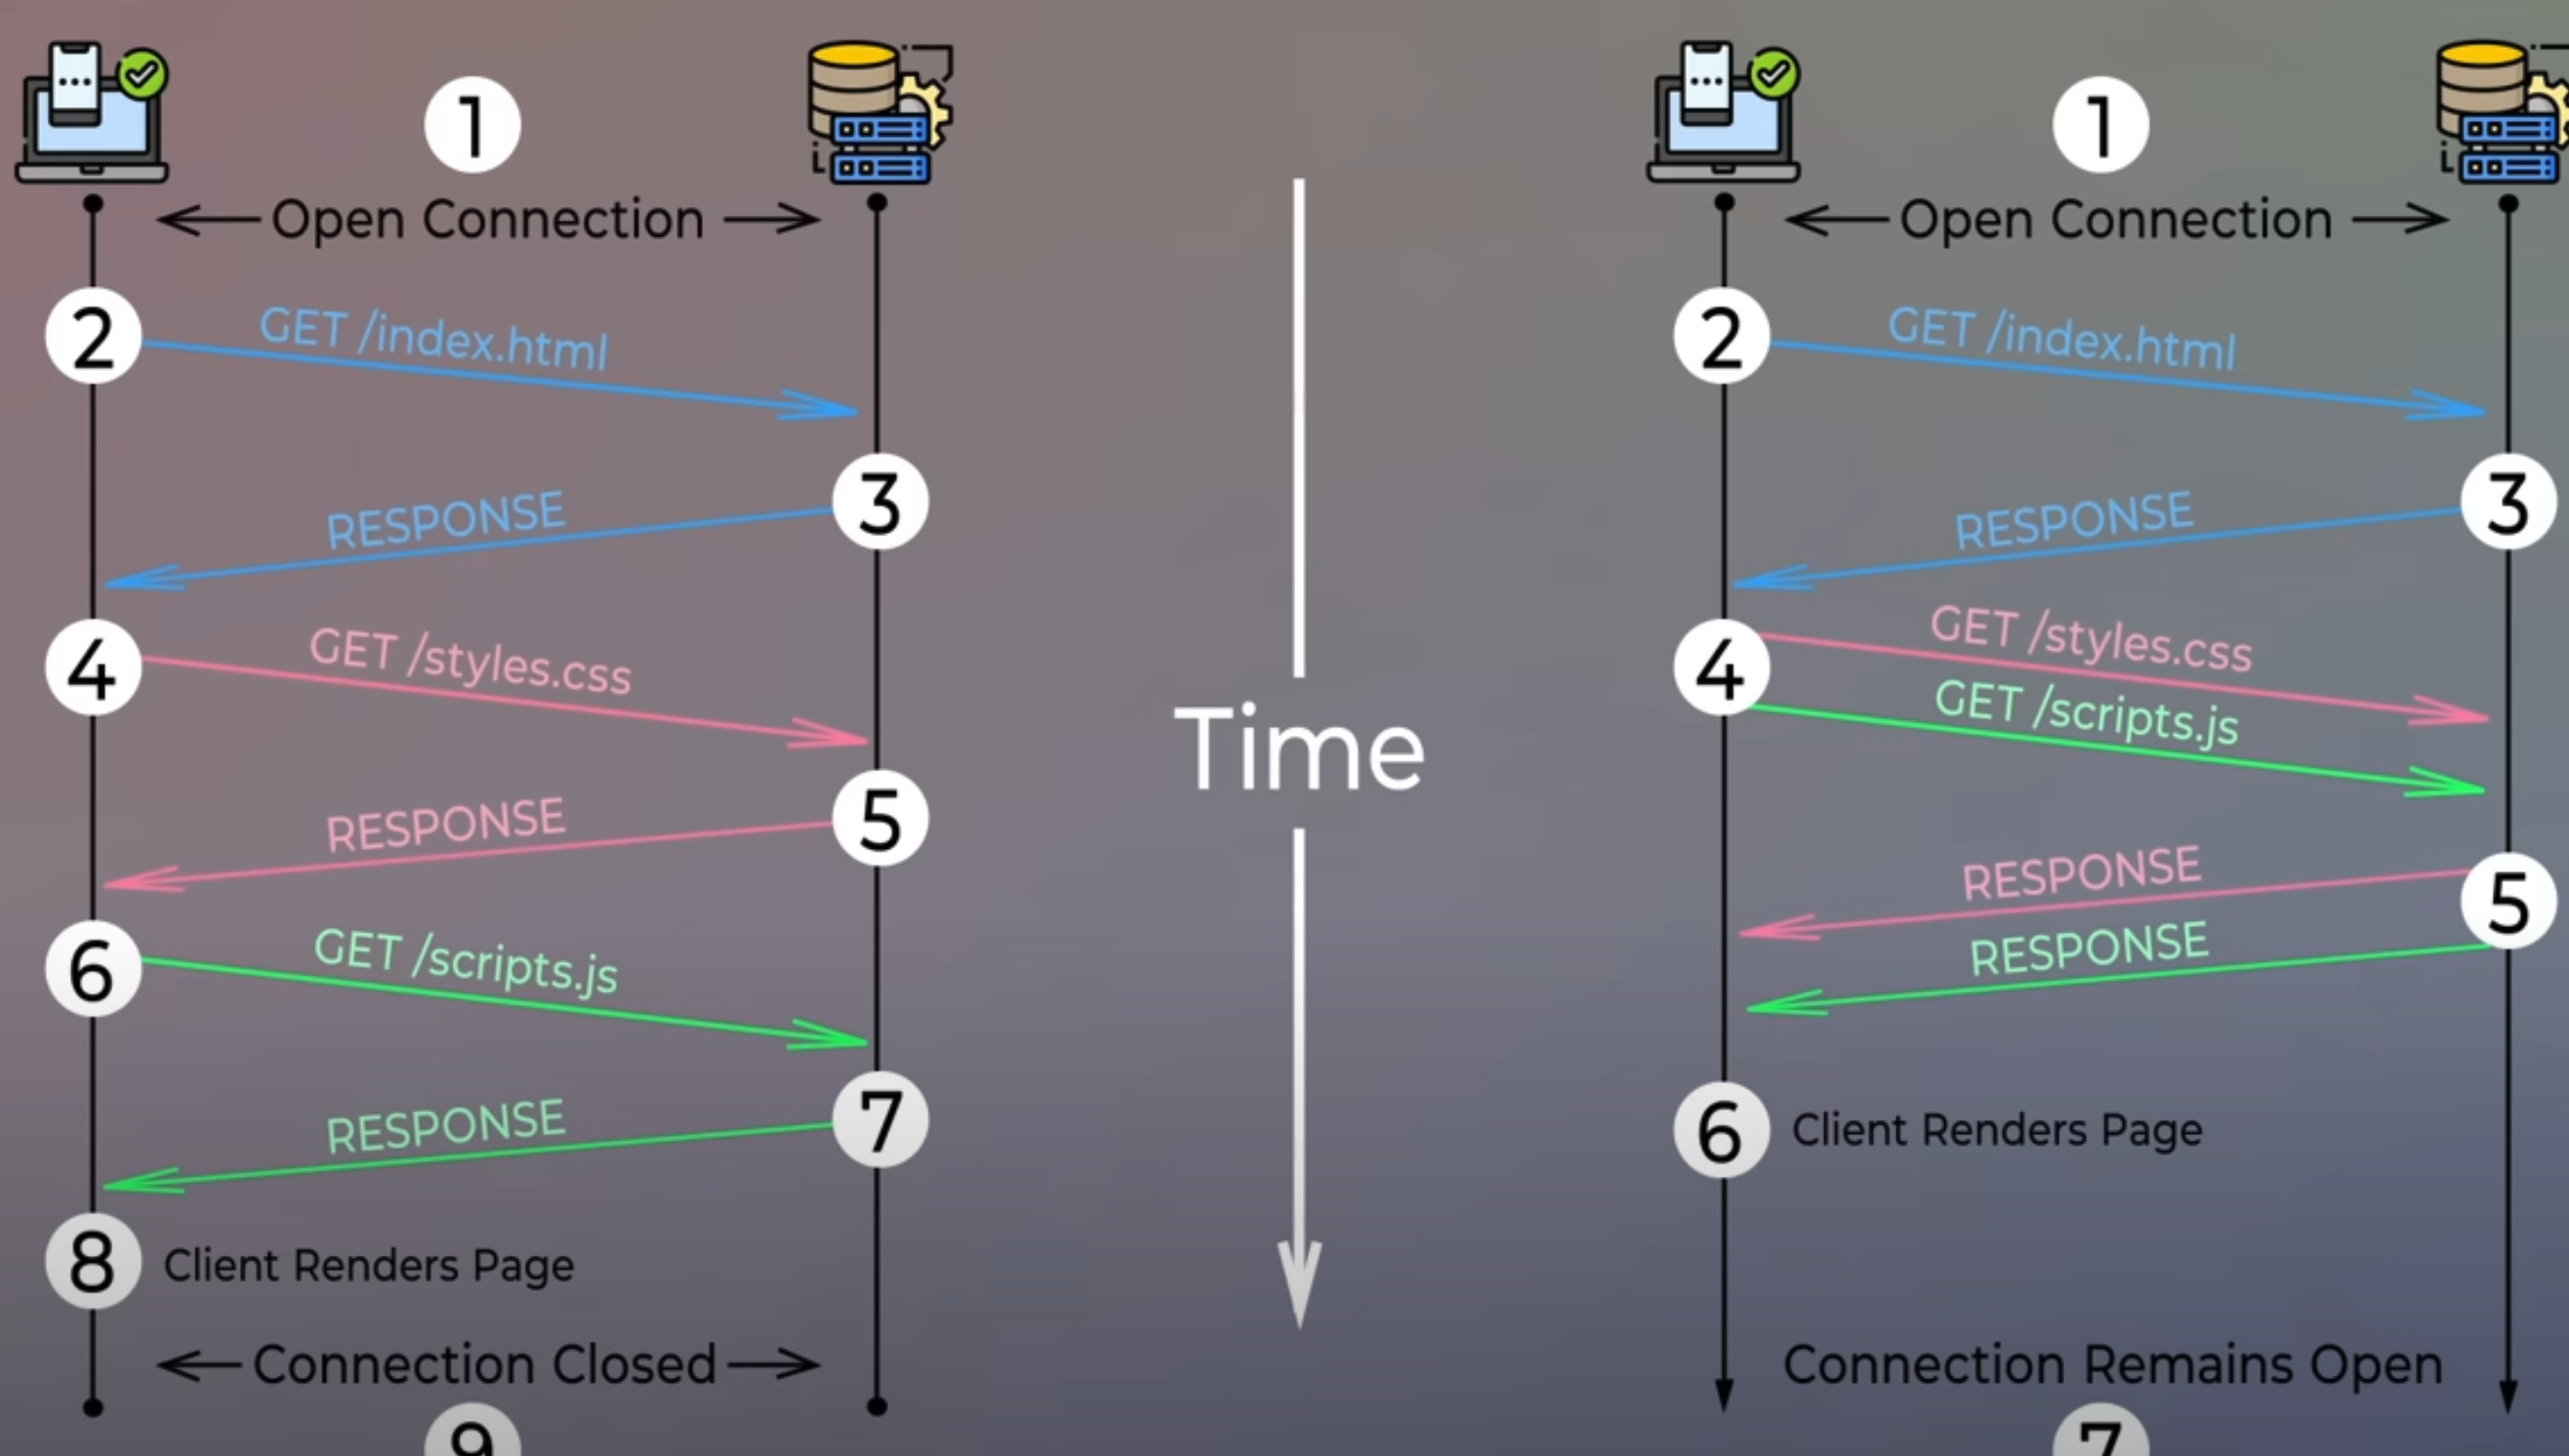 1
Open Connection
2
GET /index.html
3
RESPONSE
4
GET /styles.css
5
RESPONSE
6
GET /scripts.js
7
RESPONSE
8
Client Renders Page
Connection Closed
9
Time
1
Open Connection
2
GET /index.html
3
RESPONSE
4
GET /styles.css
GET /scripts.js
5
RESPONSE
RESPONSE
6
Client Renders Page
Connection Remains Open
7